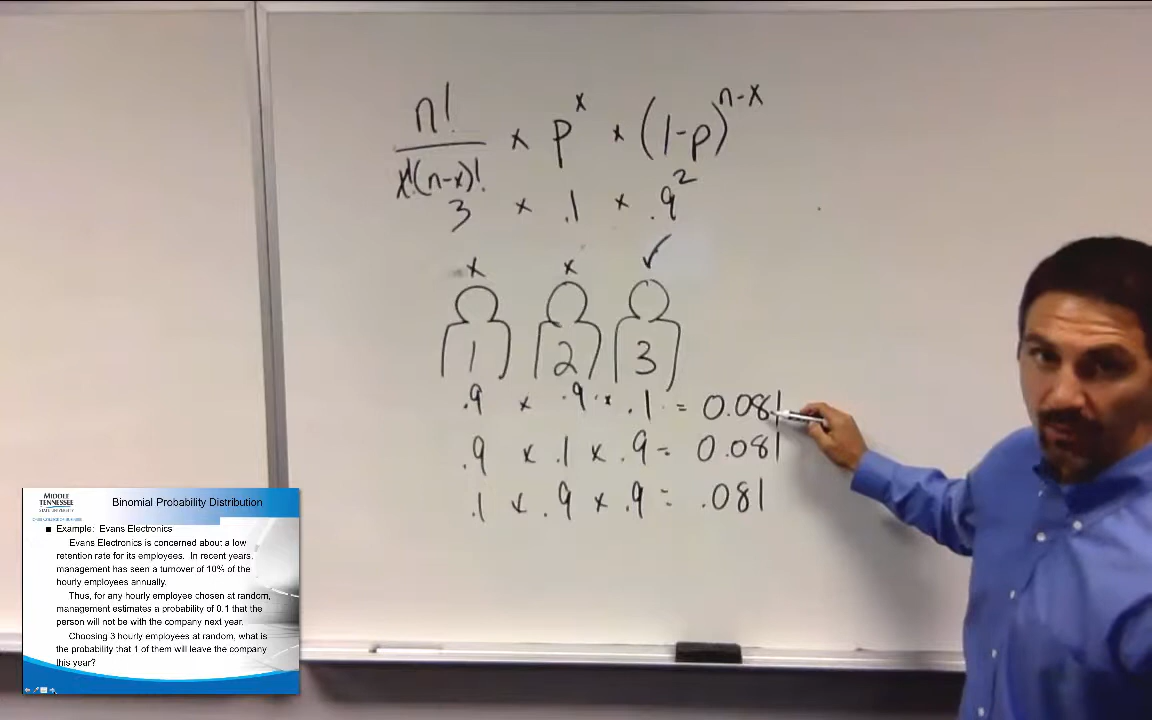 n!
x!(n-x)! × p^x × (1-p)^n-x
3 × .1 × .9^2
x x ✓
1 2 3
.9 × .9 × .1 = 0.081
.9 × .1 × .9 = 0.081
.1 × .9 × .9 = .081
MIDDLE
TENNESSEE
Binomial Probability Distribution
■ Example: Evans Electronics
Evans Electronics is concerned about a low
retention rate for its employees. In recent years,
management has seen a turnover of 10% of the
hourly employees annually.
Thus, for any hourly employee chosen at random,
management estimates a probability of 0.1 that the
person will not be with the company next year.
Choosing 3 hourly employees at random, what is
the probability that 1 of them will leave the company
this year?